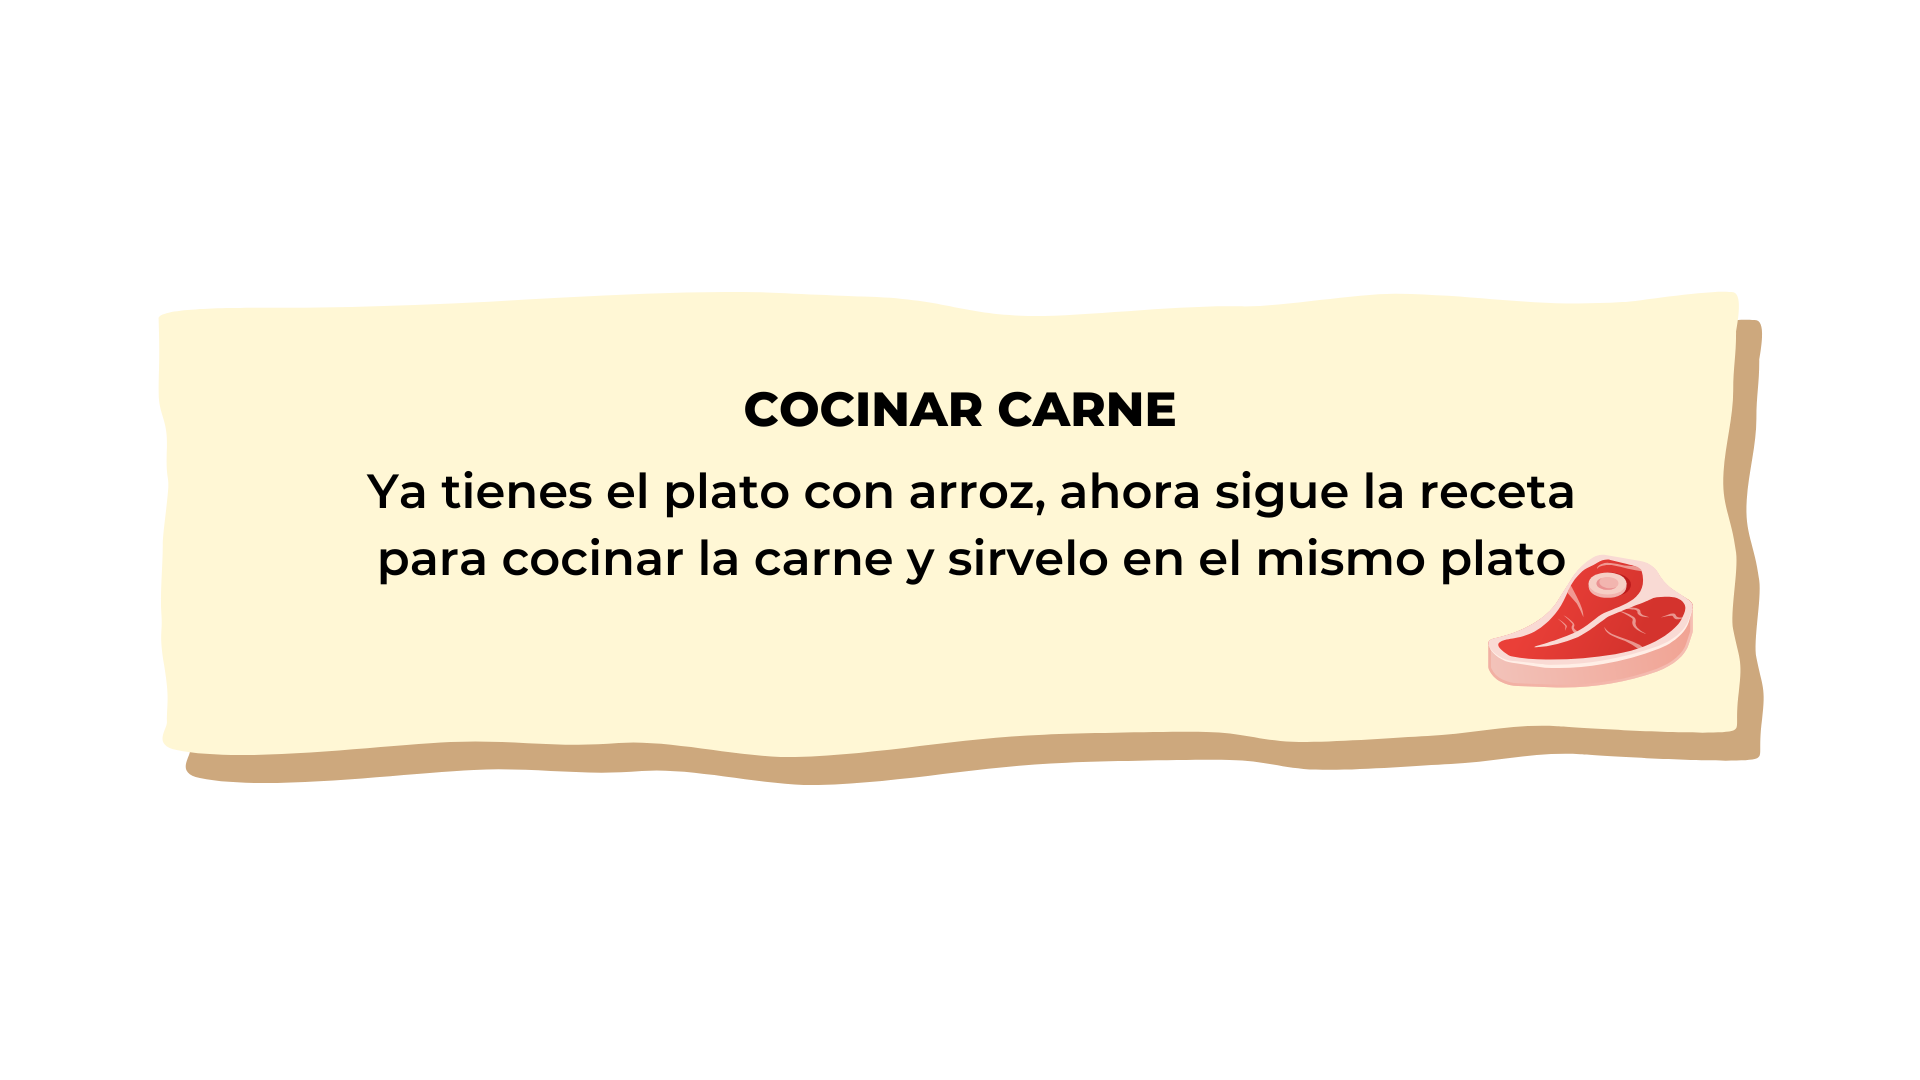 COCINAR CARNE
Ya tienes el plato con arroz, ahora sigue la receta
para cocinar la carne y sirvelo en el mismo plato